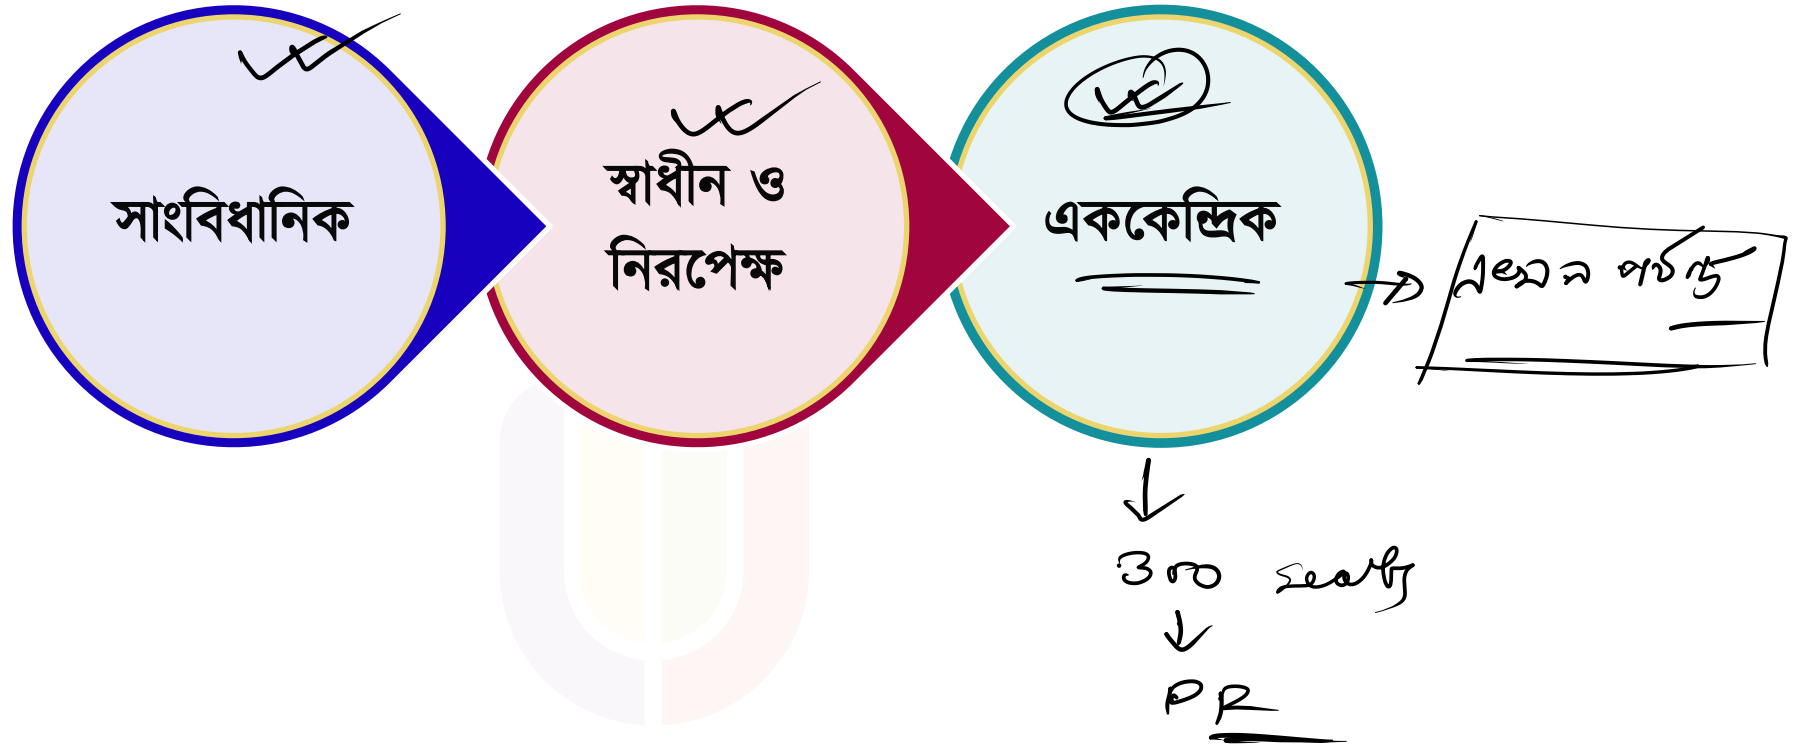 সাংবিধানিক
স্বাধীন ও
নিরপেক্ষ
এককেন্দ্রিক
এখন পর্যন্ত
300 seats
PR